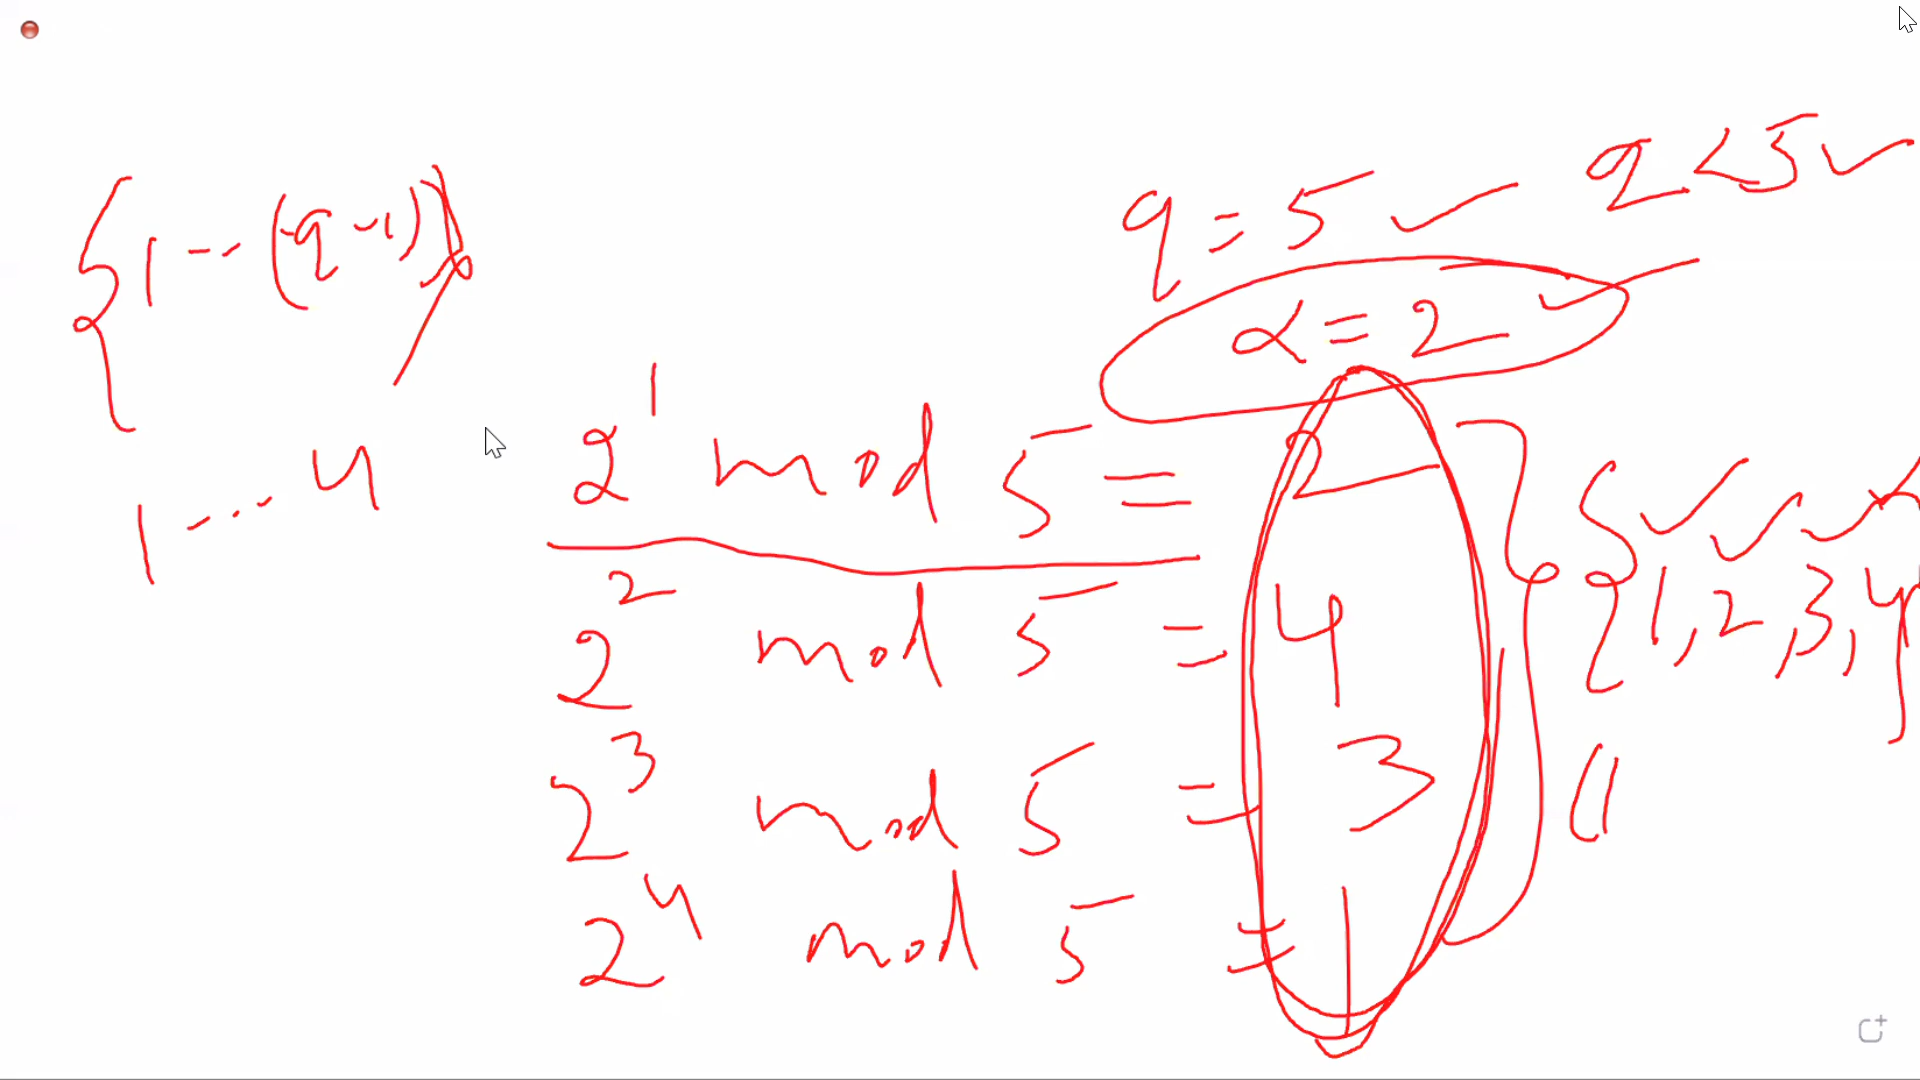 2 < 5 ✓
q = 5 ✓
{1 -- (q-1)}
α = 2 ✓
1 --- 4
2^1 mod 5 = 2
2^2 mod 5 = 4
{1, 2, 3, 4}
2^3 mod 5 = 3
2^4 mod 5 = 1